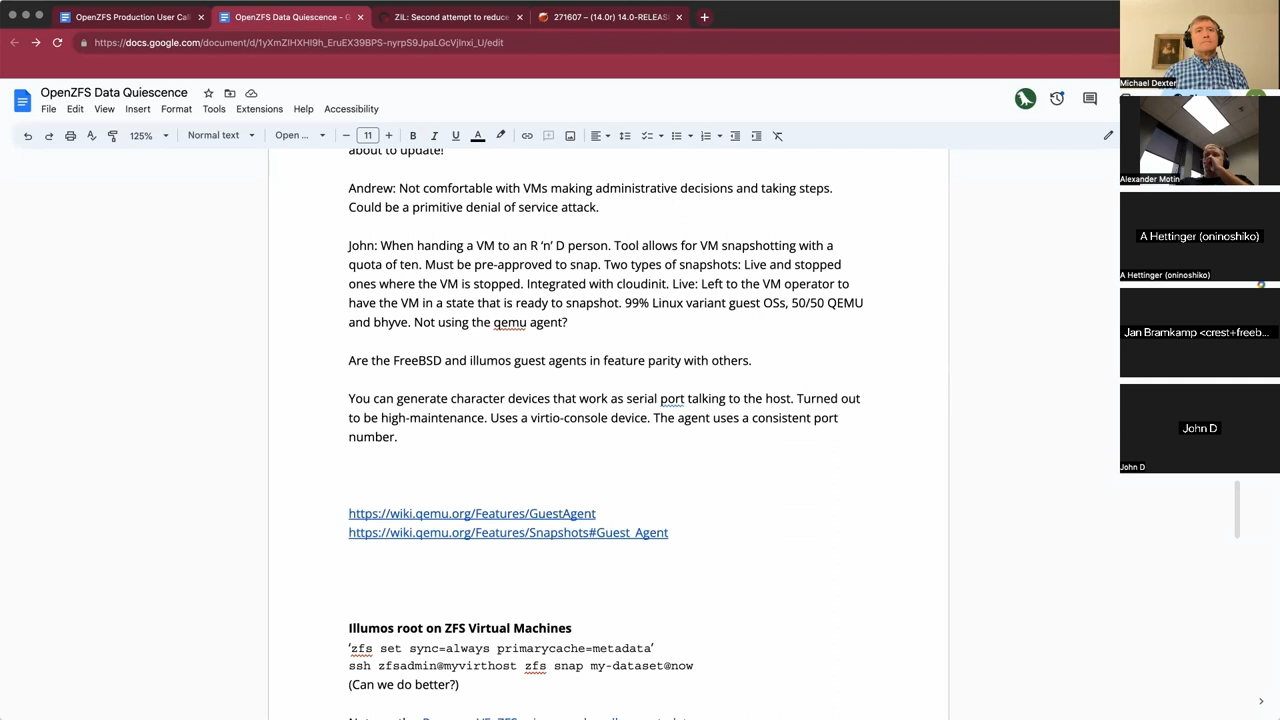 OpenZFS Production User Cal
OpenZFS Data Quiescence - G
ZIL: Second attempt to reduce
271607 – (14.0r) 14.0-RELEAS
https://docs.google.com/document/d/1yXmZIHXHI9h_EruEX39BPS-nyrpS9JpaLGcVjInxi_U/edit
OpenZFS Data Quiescence
File Edit View Insert Format Tools Extensions Help Accessibility
125% Normal text Open ... 11 B I U A
about to update!
Andrew: Not comfortable with VMs making administrative decisions and taking steps.
Could be a primitive denial of service attack.
John: When handing a VM to an R ‘n’ D person. Tool allows for VM snapshotting with a
quota of ten. Must be pre-approved to snap. Two types of snapshots: Live and stopped
ones where the VM is stopped. Integrated with cloudinit. Live: Left to the VM operator to
have the VM in a state that is ready to snapshot. 99% Linux variant guest OSs, 50/50 QEMU
and bhyve. Not using the qemu agent?
Are the FreeBSD and illumos guest agents in feature parity with others.
You can generate character devices that work as serial port talking to the host. Turned out
to be high-maintenance. Uses a virtio-console device. The agent uses a consistent port
number.
https://wiki.qemu.org/Features/GuestAgent
https://wiki.qemu.org/Features/Snapshots#Guest_Agent
Illumos root on ZFS Virtual Machines
‘zfs set sync=always primarycache=metadata’
ssh zfsadmin@myvirthost zfs snap my-dataset@now
(Can we do better?)
Michael Dexter
Alexander Motin
A Hettinger (oninoshiko)
A Hettinger (oninoshiko)
Jan Bramkamp <crest+freeb...
John D
John D